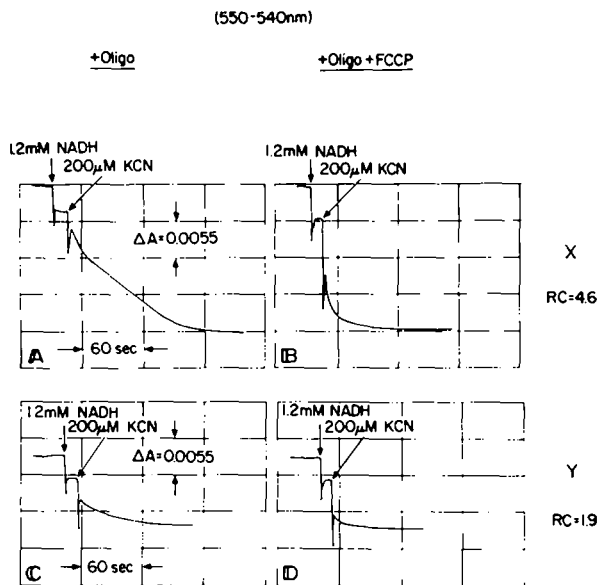 (550-540nm)
+Oligo
+Oligo +FCCP
1.2mM NADH
200μM KCN
ΔA=0.0055
60 sec
A
1.2mM NADH
200μM KCN
B
X
RC=4.6
1.2mM NADH
200μM KCN
ΔA=0.0055
60 sec
C
1.2mM NADH
200μM KCN
D
Y
RC=1.9